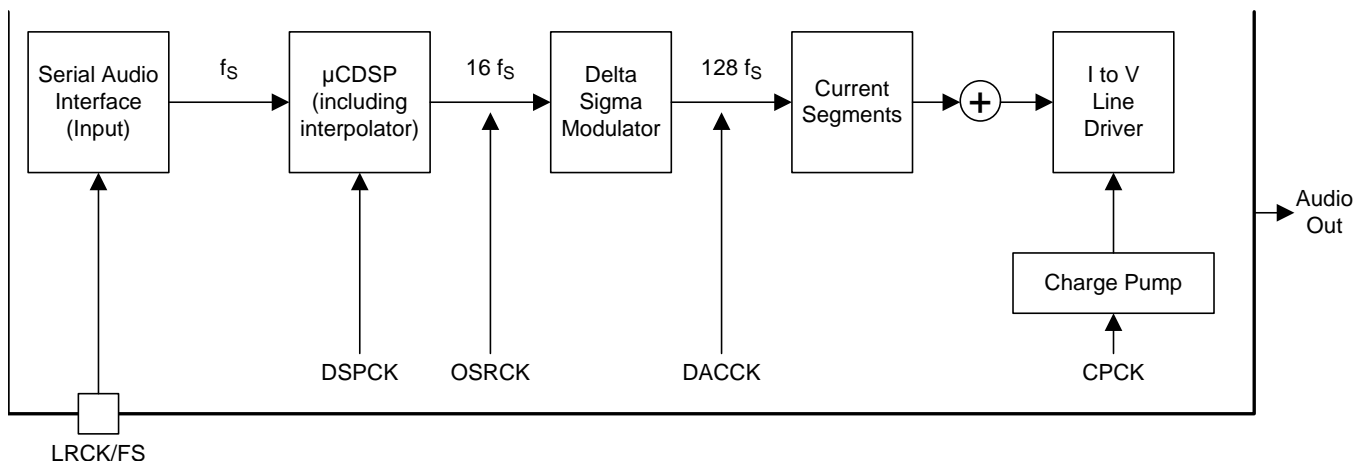 Serial Audio
Interface
(Input)
fS
µCDSP
(including
interpolator)
16 fS
Delta
Sigma
Modulator
128 fS
Current
Segments
+
I to V
Line
Driver
Audio
Out
Charge Pump
DSPCK
OSRCK
DACCK
CPCK
LRCK/FS